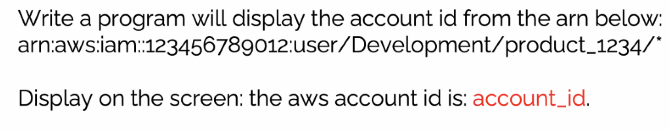 Write a program will display the account id from the arn below:
arn:aws:iam::123456789012:user/Development/product_1234/*
Display on the screen: the aws account id is: account_id.